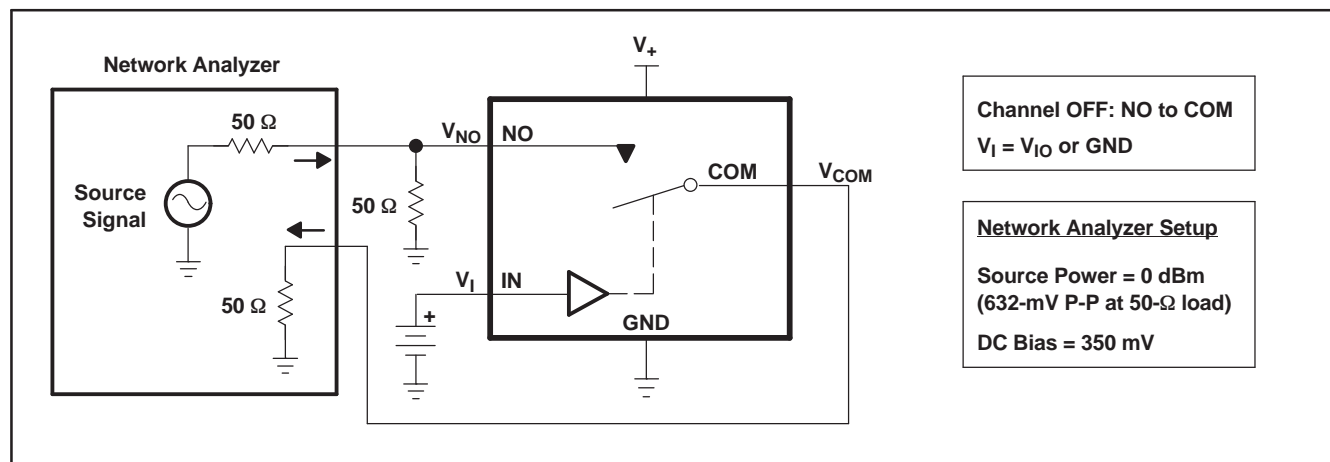 Network Analyzer
50 Ω
Source
Signal
50 Ω
V+
VNO NO
50 Ω
COM
VCOM
VI IN
+
GND
Channel OFF: NO to COM
VI = VIO or GND
Network Analyzer Setup
Source Power = 0 dBm
(632-mV P-P at 50-Ω load)
DC Bias = 350 mV